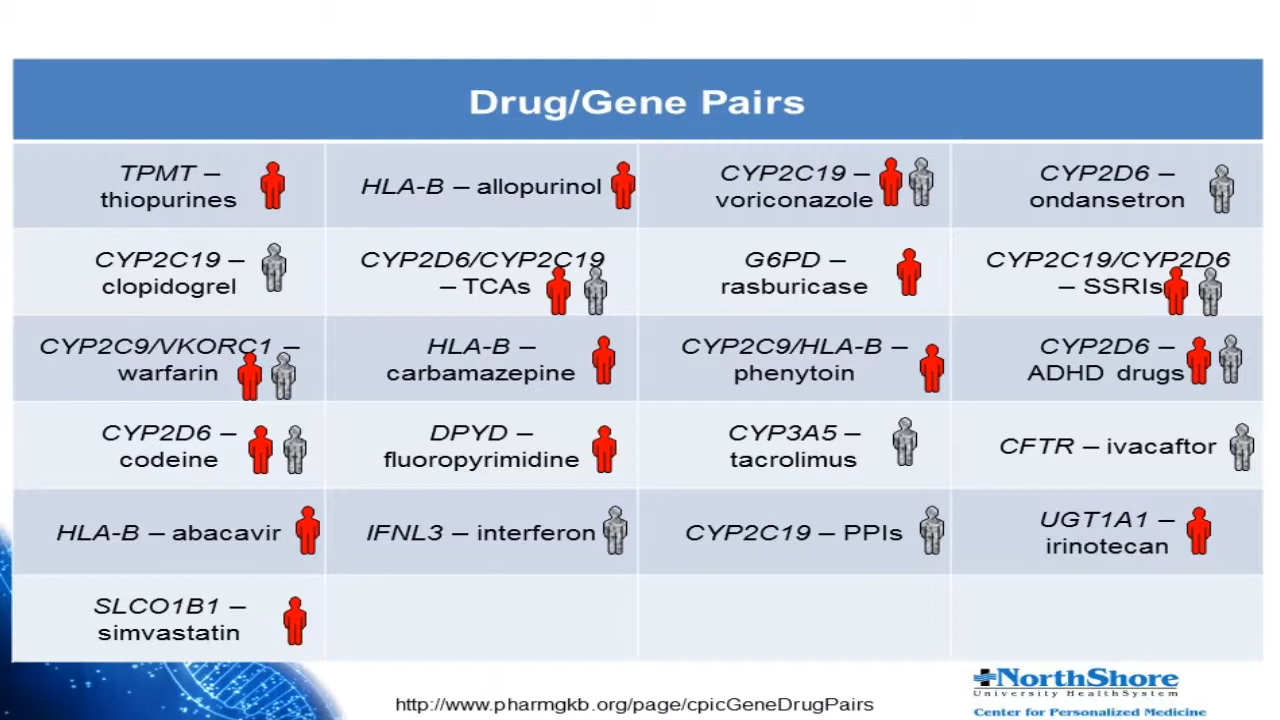 Drug/Gene Pairs
TPMT –
thiopurines
HLA-B – allopurinol
CYP2C19 –
voriconazole
CYP2D6 –
ondansetron
CYP2C19 –
clopidogrel
CYP2D6/CYP2C19
– TCAs
G6PD –
rasburicase
CYP2C19/CYP2D6
– SSRIs
CYP2C9/VKORC1 –
warfarin
HLA-B –
carbamazepine
CYP2C9/HLA-B –
phenytoin
CYP2D6 –
ADHD drugs
CYP2D6 –
codeine
DPYD –
fluoropyrimidine
CYP3A5 –
tacrolimus
CFTR – ivacaftor
HLA-B – abacavir
IFNL3 – interferon
CYP2C19 – PPIs
UGT1A1 –
irinotecan
SLCO1B1 –
simvastatin
http://www.pharmgkb.org/page/cpicGeneDrugPairs
NorthShore
University HealthSystem
Center for Personalized Medicine